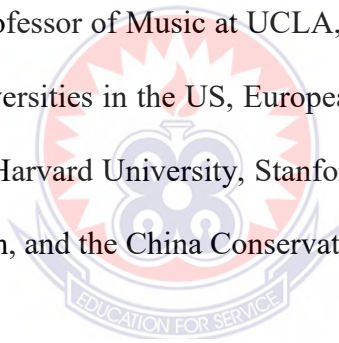 ofessor of Music at UCLA,
versities in the US, Europea
Harvard University, Stanfo
n, and the China Conservat
EDUCATION FOR SERVICE